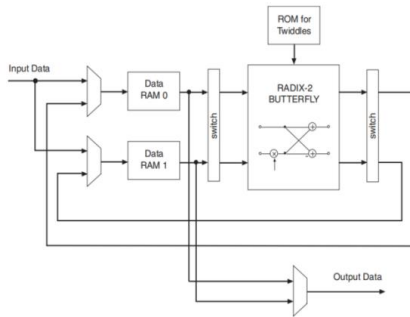 ROM for
Twiddles
Input Data
Data
RAM 0
switch
RADIX-2
BUTTERFLY
switch
Data
RAM 1
Output Data